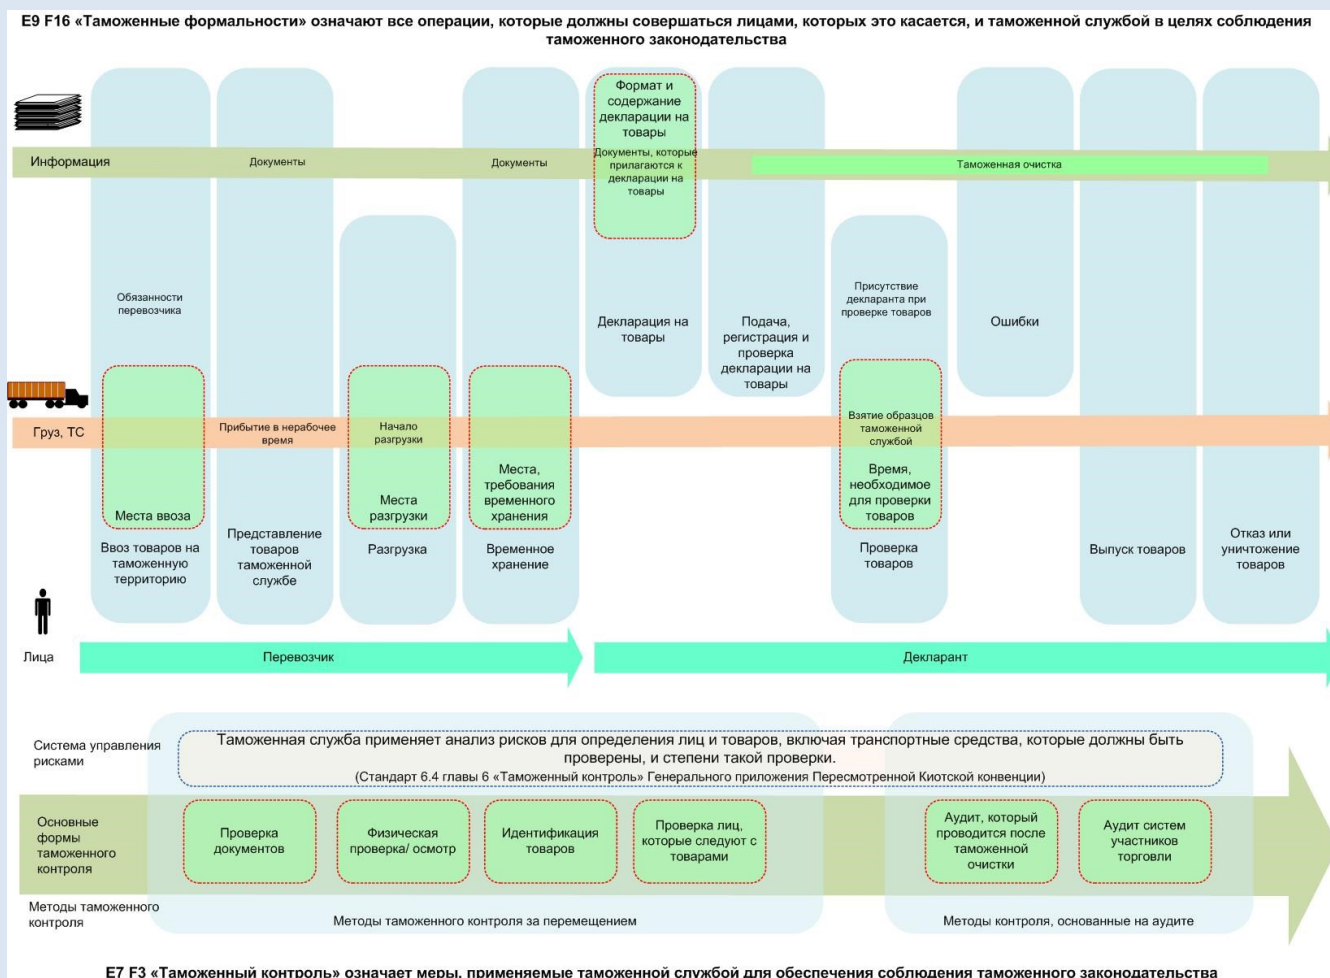 E9 F16 «Таможенные формальности» означают все операции, которые должны совершаться лицами, которых это касается, и таможенной службой в целях соблюдения
таможенного законодательства
Формат и
содержание
декларации на
товары
Информация
Документы
Документы
Документы, которые
прилагаются к
декларации на
товары
Таможенная очистка
Обязанности
перевозчика
Декларация на
товары
Подача,
регистрация и
проверка
декларации на
товары
Присутствие
декларанта при
проверке товаров
Ошибки
Груз, ТС
Прибытие в нерабочее
время
Начало
разгрузки
Взятие образцов
таможенной
службой
Места ввоза
Места
разгрузки
Места,
требования
временного
хранения
Время,
необходимое
для проверки
товаров
Ввоз товаров на
таможенную
территорию
Представление
товаров
таможенной
службе
Разгрузка
Временное
хранение
Проверка
товаров
Выпуск товаров
Отказ или
уничтожение
товаров
Лица
Перевозчик
Декларант
Система управления
рисками
Таможенная служба применяет анализ рисков для определения лиц и товаров, включая транспортные средства, которые должны быть
проверены, и степени такой проверки.
(Стандарт 6.4 главы 6 «Таможенный контроль» Генерального приложения Пересмотренной Киотской конвенции)
Основные
формы
таможенного
контроля
Проверка
документов
Физическая
проверка/ осмотр
Идентификация
товаров
Проверка лиц,
которые следуют с
товарами
Аудит, который
проводится после
таможенной
очистки
Аудит систем
участников
торговли
Методы таможенного
контроля
Методы таможенного контроля за перемещением
Методы контроля, основанные на аудите
E7 F3 «Таможенный контроль» означает меры, применяемые таможенной службой для обеспечения соблюдения таможенного законодательства